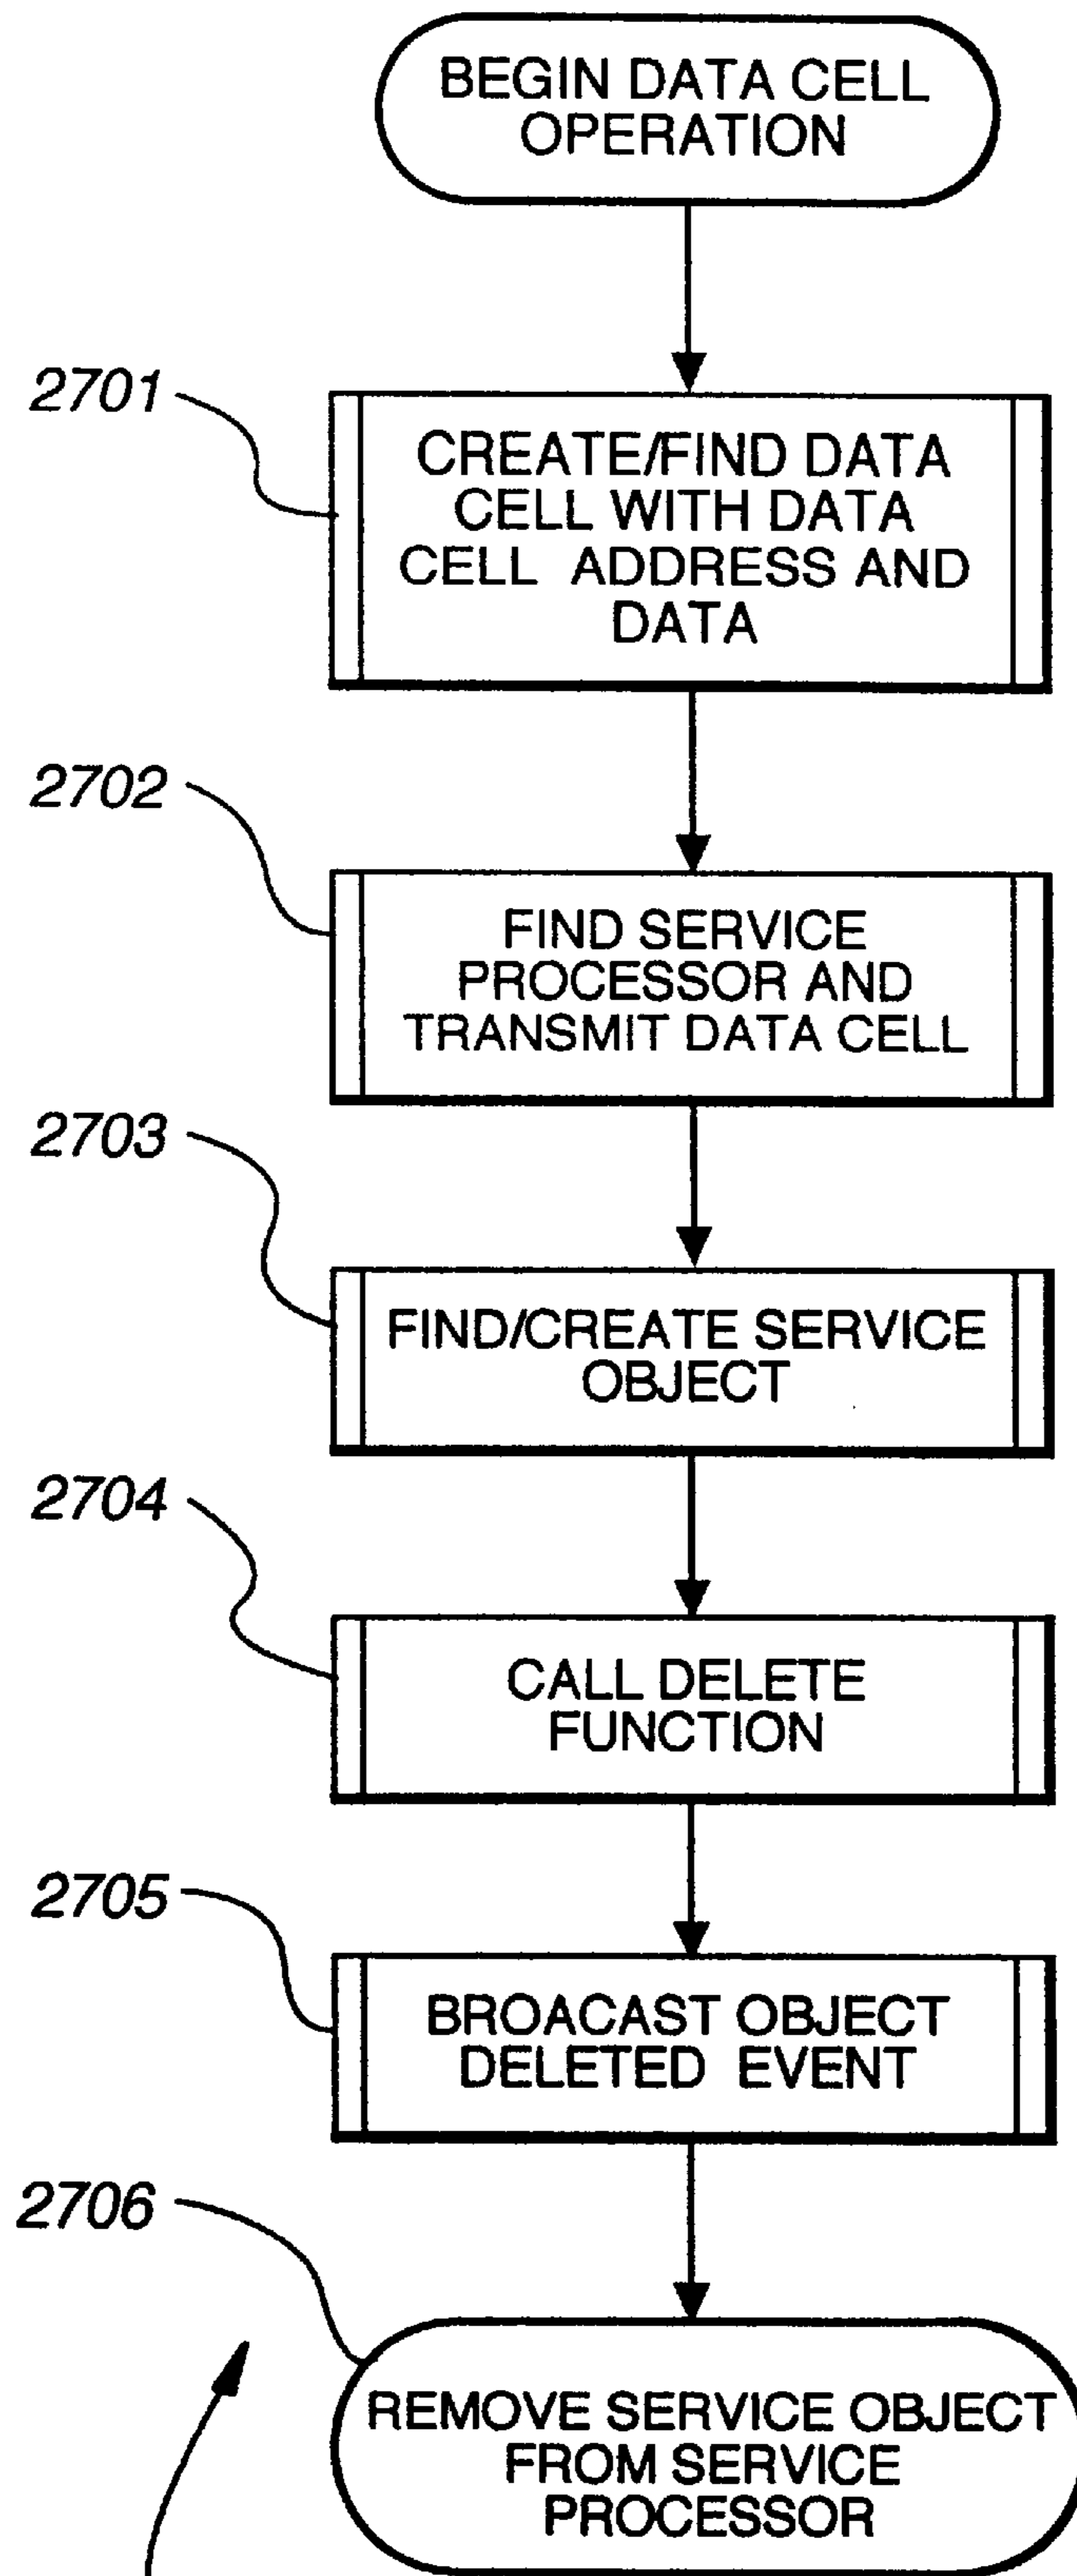 BEGIN DATA CELL
OPERATION
2701
CREATE/FIND DATA
CELL WITH DATA
CELL ADDRESS AND
DATA
2702
FIND SERVICE
PROCESSOR AND
TRANSMIT DATA CELL
2703
FIND/CREATE SERVICE
OBJECT
2704
CALL DELETE
FUNCTION
2705
BROACAST OBJECT
DELETED EVENT
2706
REMOVE SERVICE OBJECT
FROM SERVICE
PROCESSOR